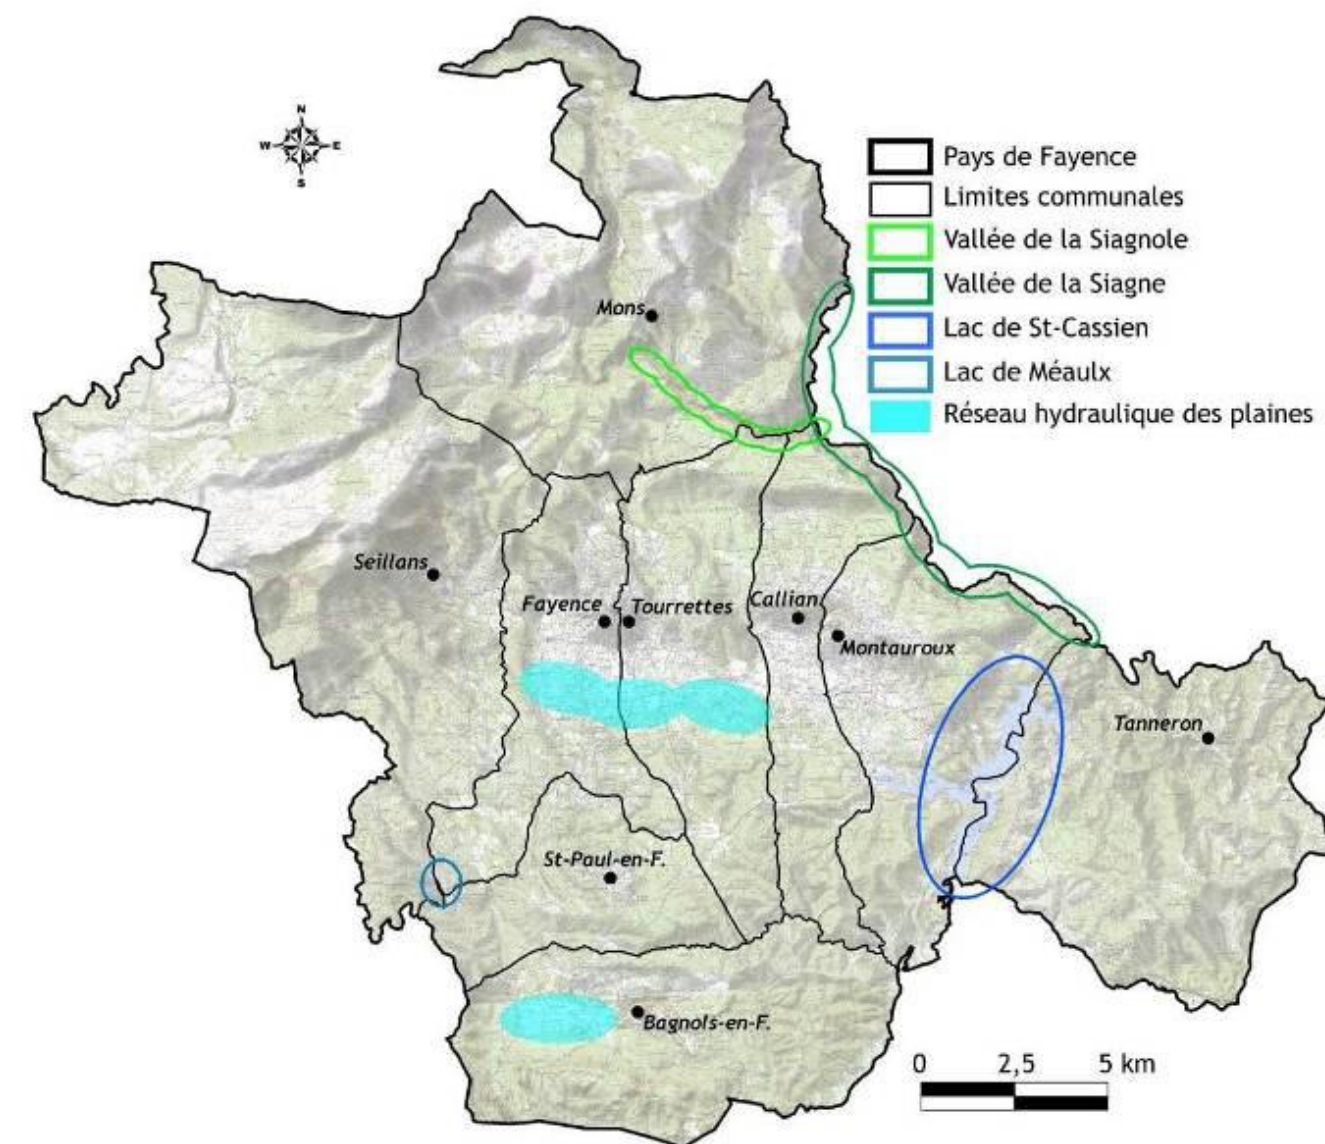 N
W E
S
Pays de Fayence
Limites communales
Vallée de la Siagnole
Vallée de la Siagne
Lac de St-Cassien
Lac de Méaulx
Réseau hydraulique des plaines
Mons
Seillans
Fayence
Tourrettes
Callian
Montauroux
Tanneron
St-Paul-en-F.
Bagnols-en-F.
0 2,5 5 km